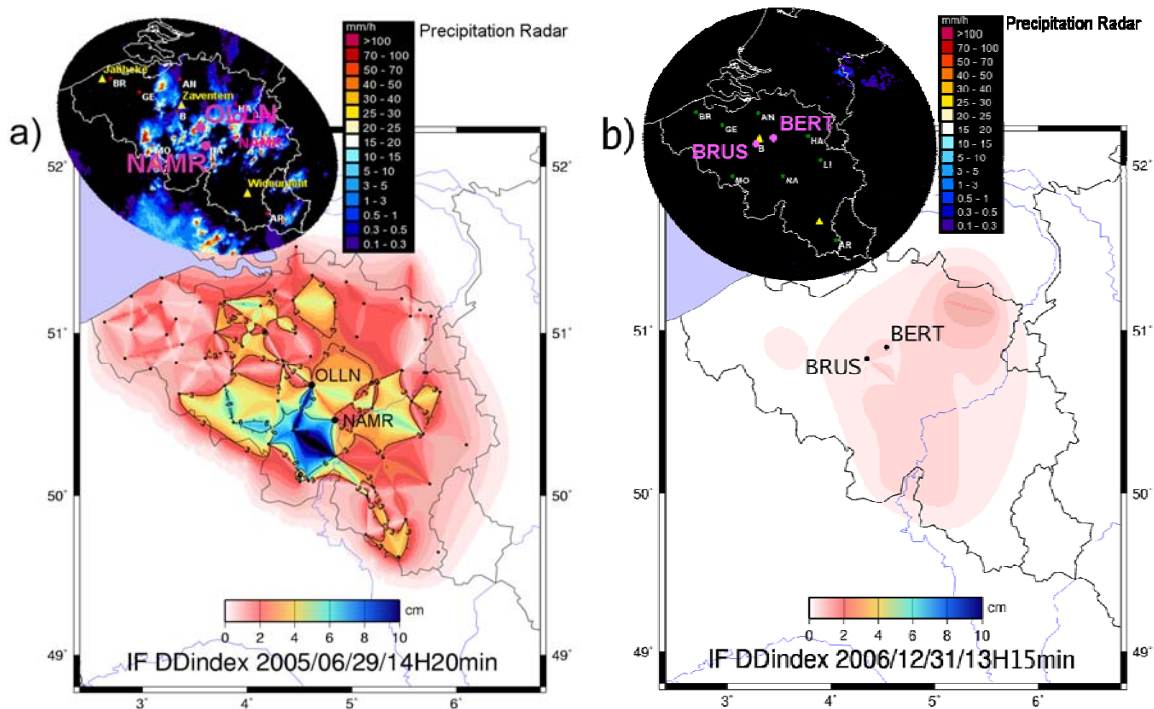 a)
Precipitation Radar
mm/h
>100
70 - 100
50 - 70
40 - 50
30 - 40
25 - 30
20 - 25
15 - 20
10 - 15
5 - 10
3 - 5
1 - 3
0.5 - 1
0.3 - 0.5
0.1 - 0.3
Jabbeke
BR
AN
GE
Zaventem
B
HA
OLLN
LI
MO
NAMR
NA
NAMR
Wideumont
AR
52˚
51˚
50˚
49˚
OLLN
NAMR
cm
0 2 4 6 8 10
IF DDindex 2005/06/29/14H20min
3˚ 4˚ 5˚ 6˚
b)
Precipitation Radar
mm/h
>100
70 - 100
50 - 70
40 - 50
30 - 40
25 - 30
20 - 25
15 - 20
10 - 15
5 - 10
3 - 5
1 - 3
0.5 - 1
0.3 - 0.5
0.1 - 0.3
BR
AN
GE
BERT
BRUS
B
HA
LI
MO
NA
AR
52˚
51˚
50˚
49˚
BERT
BRUS
cm
0 2 4 6 8 10
IF DDindex 2006/12/31/13H15min
3˚ 4˚ 5˚ 6˚